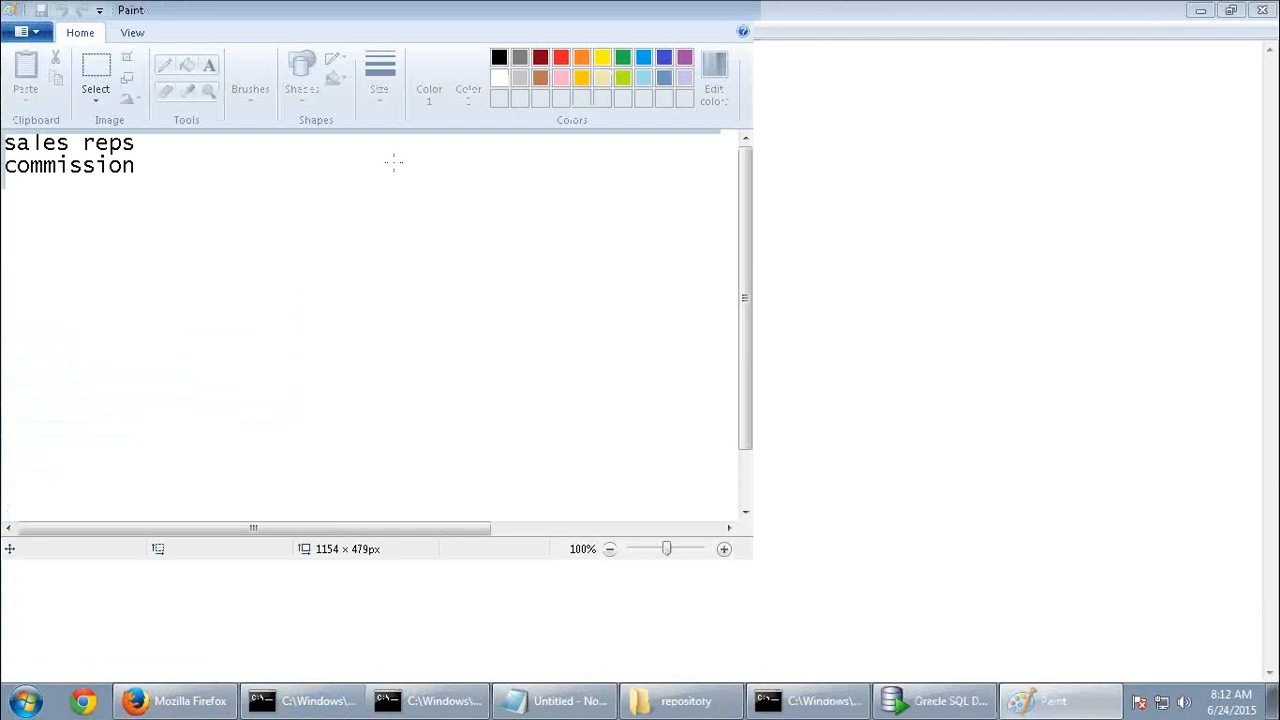 Paint
Home View
Paste
Select
Brushes
Shapes
Size
Color 1
Color 2
Edit colors
Clipboard Image Tools Shapes Colors
sales reps
commission
1154 × 479px
100%
Mozilla Firefox
C:\Windows\...
C:\Windows\...
Untitled - No...
repository
C:\Windows\...
Oracle SQL D...
Paint
8:12 AM
6/24/2015